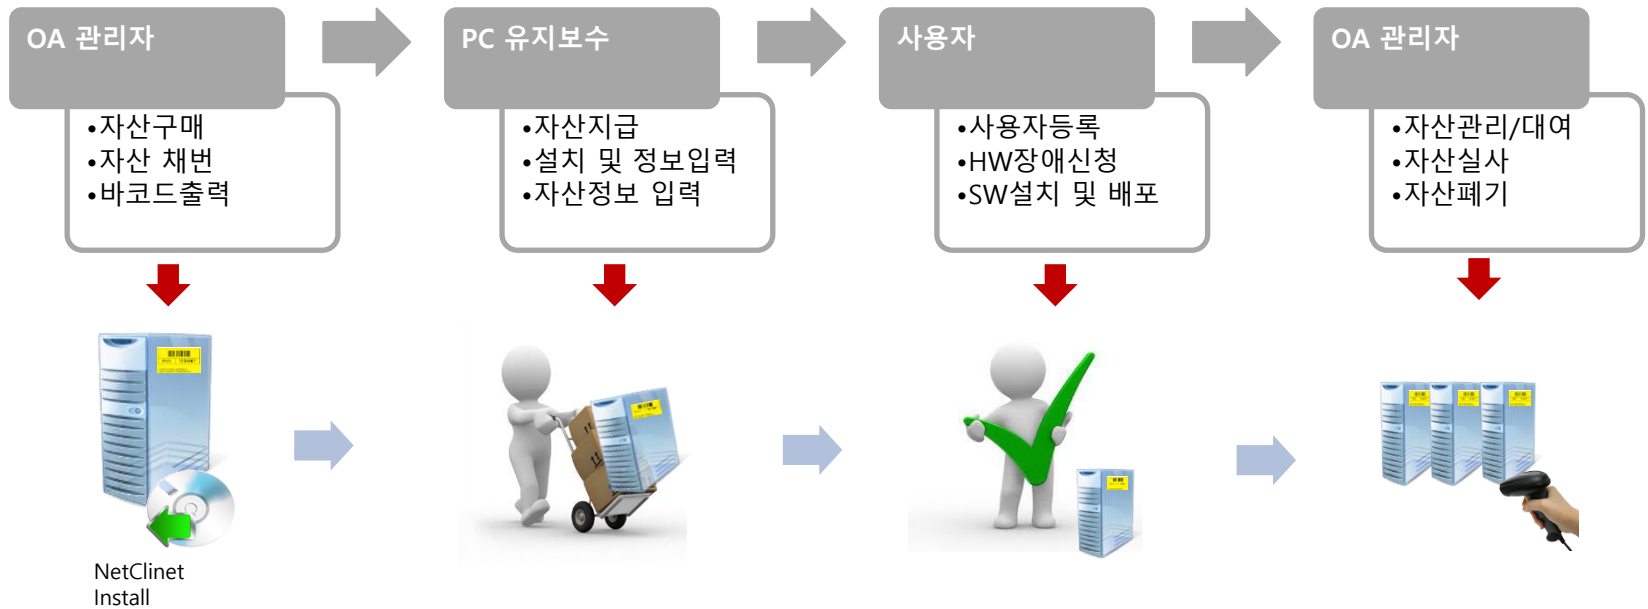 OA 관리자
•자산구매
•자산 채번
•바코드출력
PC 유지보수
•자산지급
•설치 및 정보입력
•자산정보 입력
사용자
•사용자등록
•HW장애신청
•SW설치 및 배포
OA 관리자
•자산관리/대여
•자산실사
•자산폐기
NetClinet
Install